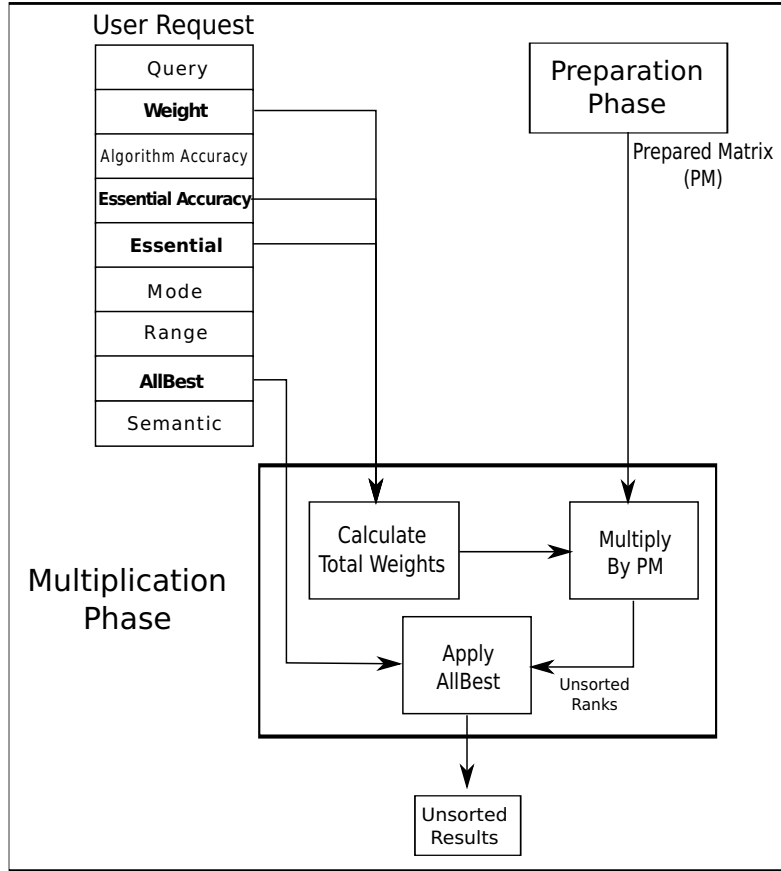 User Request
Query
Weight
Algorithm Accuracy
Essential Accuracy
Essential
Mode
Range
AllBest
Semantic
Preparation
Phase
Prepared Matrix
(PM)
Multiplication
Phase
Calculate
Total Weights
Multiply
By PM
Apply
AllBest
Unsorted
Ranks
Unsorted
Results